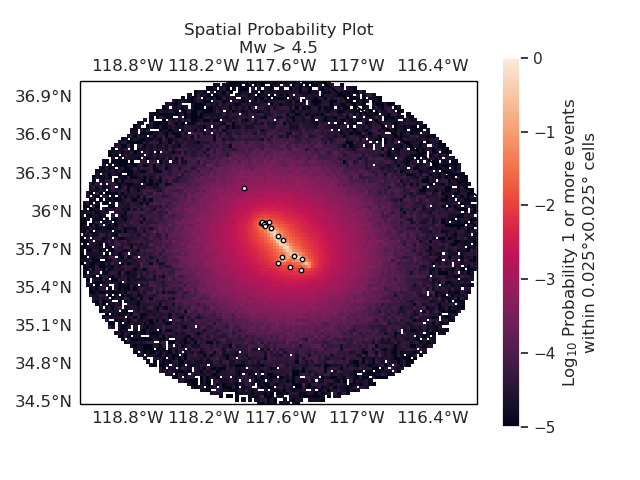 Spatial Probability Plot
Mw > 4.5
118.8°W 118.2°W 117.6°W 117°W 116.4°W
36.9°N
36.6°N
36.3°N
36°N
35.7°N
35.4°N
35.1°N
34.8°N
34.5°N
118.8°W 118.2°W 117.6°W 117°W 116.4°W
0
−1
−2
−3
−4
−5
Log₁₀ Probability 1 or more events
within 0.025°x0.025° cells